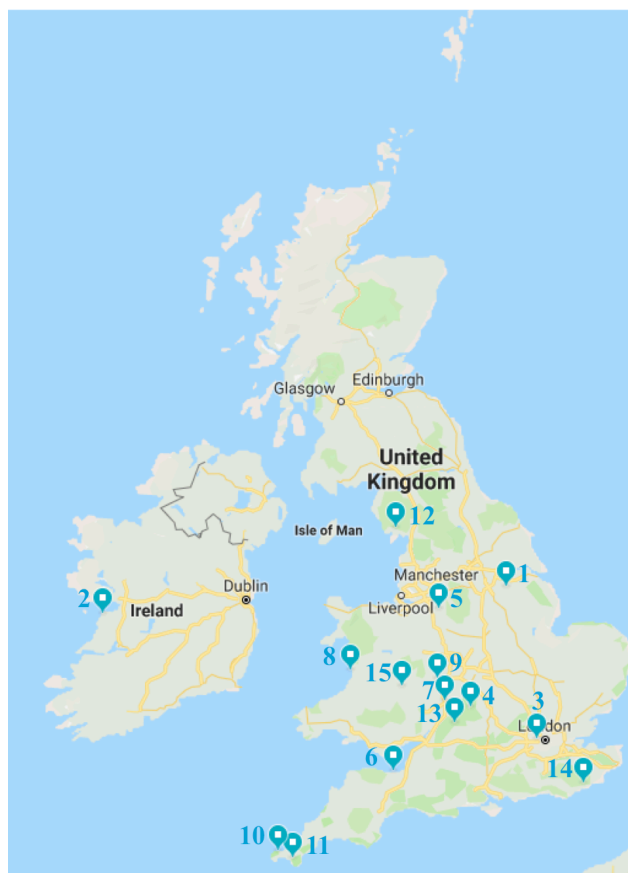 Glasgow
Edinburgh
United
Kingdom
12
Isle of Man
Manchester
1
2
Dublin
5
Ireland
Liverpool
8
9
15
7
4
3
13
London
6
14
10
11